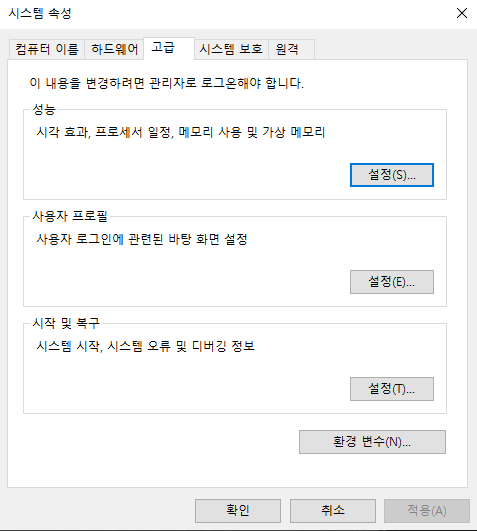 시스템 속성
컴퓨터 이름 하드웨어 고급 시스템 보호 원격
이 내용을 변경하려면 관리자로 로그온해야 합니다.
성능
시각 효과, 프로세서 일정, 메모리 사용 및 가상 메모리
설정(S)...
사용자 프로필
사용자 로그인에 관련된 바탕 화면 설정
설정(E)...
시작 및 복구
시스템 시작, 시스템 오류 및 디버깅 정보
설정(T)...
환경 변수(N)...
확인 취소 적용(A)